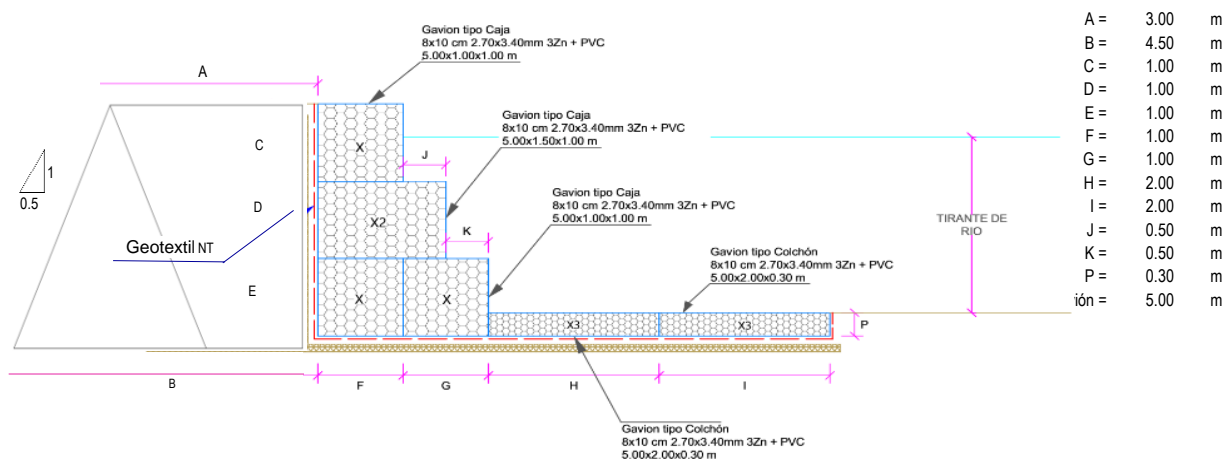 Gavion tipo Caja
8x10 cm 2.70x3.40mm 3Zn + PVC
5.00x1.00x1.00 m
A
Gavion tipo Caja
8x10 cm 2.70x3.40mm 3Zn + PVC
5.00x1.50x1.00 m
C
X
J
1
0.5
Gavion tipo Caja
8x10 cm 2.70x3.40mm 3Zn + PVC
5.00x1.00x1.00 m
D
X2
TIRANTE DE
RIO
K
Geotextil NT
Gavion tipo Colchón
8x10 cm 2.70x3.40mm 3Zn + PVC
5.00x2.00x0.30 m
E
X
X
X3
X3
P
B
F
G
H
I
Gavion tipo Colchón
8x10 cm 2.70x3.40mm 3Zn + PVC
5.00x2.00x0.30 m
A = 3.00 m
B = 4.50 m
C = 1.00 m
D = 1.00 m
E = 1.00 m
F = 1.00 m
G = 1.00 m
H = 2.00 m
I = 2.00 m
J = 0.50 m
K = 0.50 m
P = 0.30 m
ión = 5.00 m